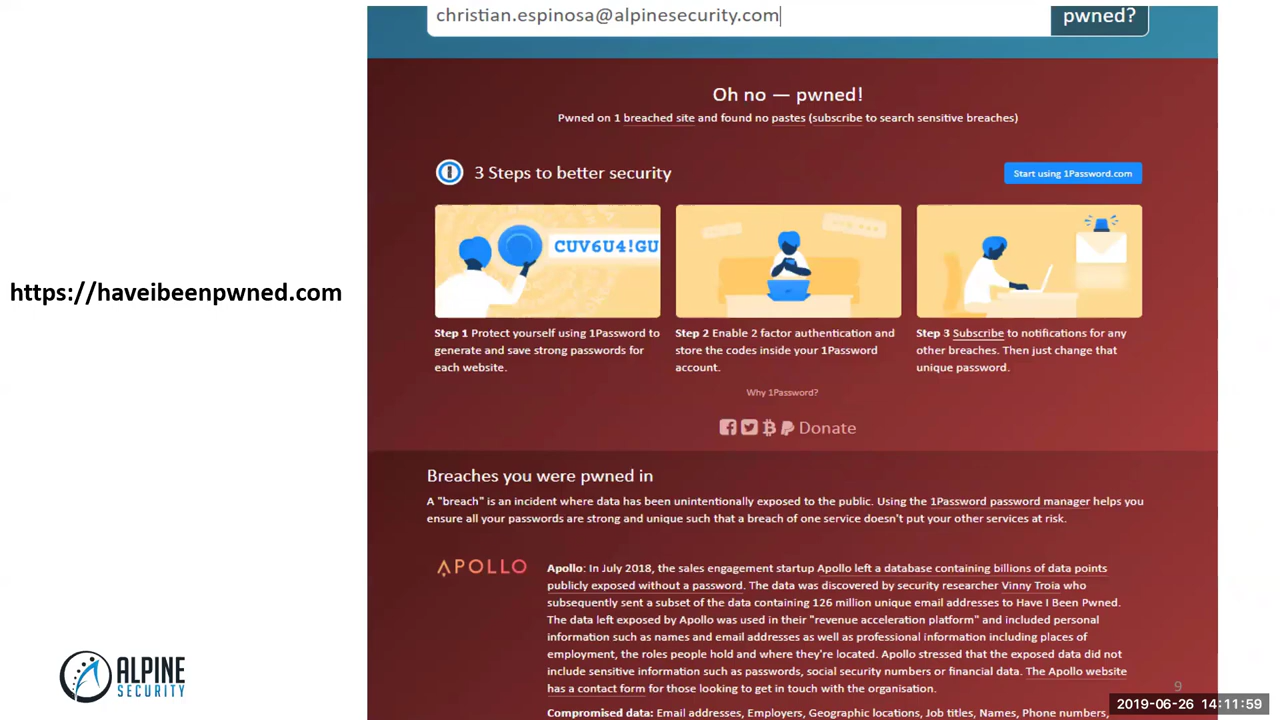 christian.espinosa@alpinesecurity.com
pwned?
Oh no — pwned!
Pwned on 1 breached site and found no pastes (subscribe to search sensitive breaches)
3 Steps to better security
Start using 1Password.com
CUV6U4!GU
https://haveibeenpwned.com
Step 1 Protect yourself using 1Password to
generate and save strong passwords for
each website.
Step 2 Enable 2 factor authentication and
store the codes inside your 1Password
account.
Step 3 Subscribe to notifications for any
other breaches. Then just change that
unique password.
Why 1Password?
Donate
Breaches you were pwned in
A "breach" is an incident where data has been unintentionally exposed to the public. Using the 1Password password manager helps you
ensure all your passwords are strong and unique such that a breach of one service doesn't put your other services at risk.
APOLLO
Apollo: In July 2018, the sales engagement startup Apollo left a database containing billions of data points
publicly exposed without a password. The data was discovered by security researcher Vinny Troia who
subsequently sent a subset of the data containing 126 million unique email addresses to Have I Been Pwned.
The data left exposed by Apollo was used in their "revenue acceleration platform" and included personal
information such as names and email addresses as well as professional information including places of
employment, the roles people hold and where they're located. Apollo stressed that the exposed data did not
include sensitive information such as passwords, social security numbers or financial data. The Apollo website
has a contact form for those looking to get in touch with the organisation.
Compromised data: Email addresses, Employers, Geographic locations, Job titles, Names, Phone numbers,
ALPINE
SECURITY
9
2019-06-26 14:11:59